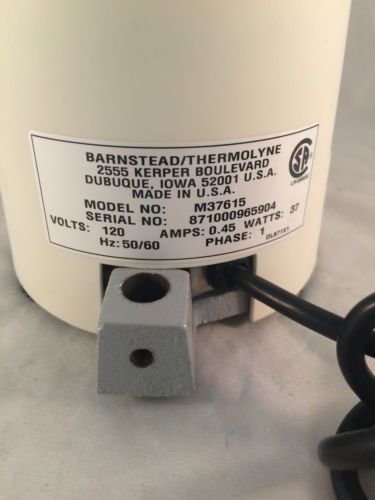 BARNSTEAD/THERMOLYNE
2555 KERPER BOULEVARD
DUBUQUE, IOWA 52001 U.S.A.
MADE IN U.S.A.
MODEL NO: M37615
SERIAL NO: 871000965904
VOLTS: 120 AMPS: 0.45 WATTS: 37
Hz: 50/60 PHASE: 1